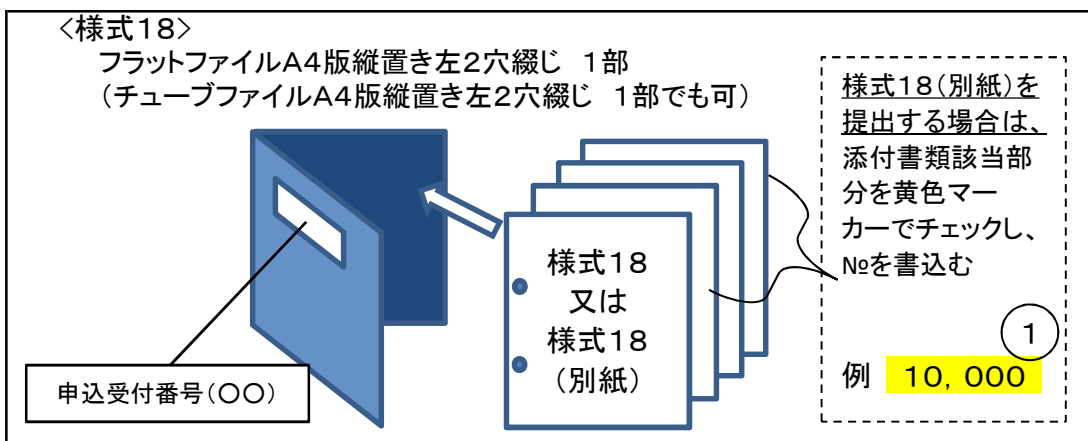 ＜様式１８＞
フラットファイルＡ４版縦置き左２穴綴じ　１部
（チューブファイルＡ４版縦置き左２穴綴じ　１部でも可）
様式１８
又は
様式１８
（別紙）
申込受付番号（〇〇）
様式１８（別紙）を
提出する場合は、
添付書類該当部
分を黄色マー
カーでチェックし、
№を書込む
1
例　１０，０００